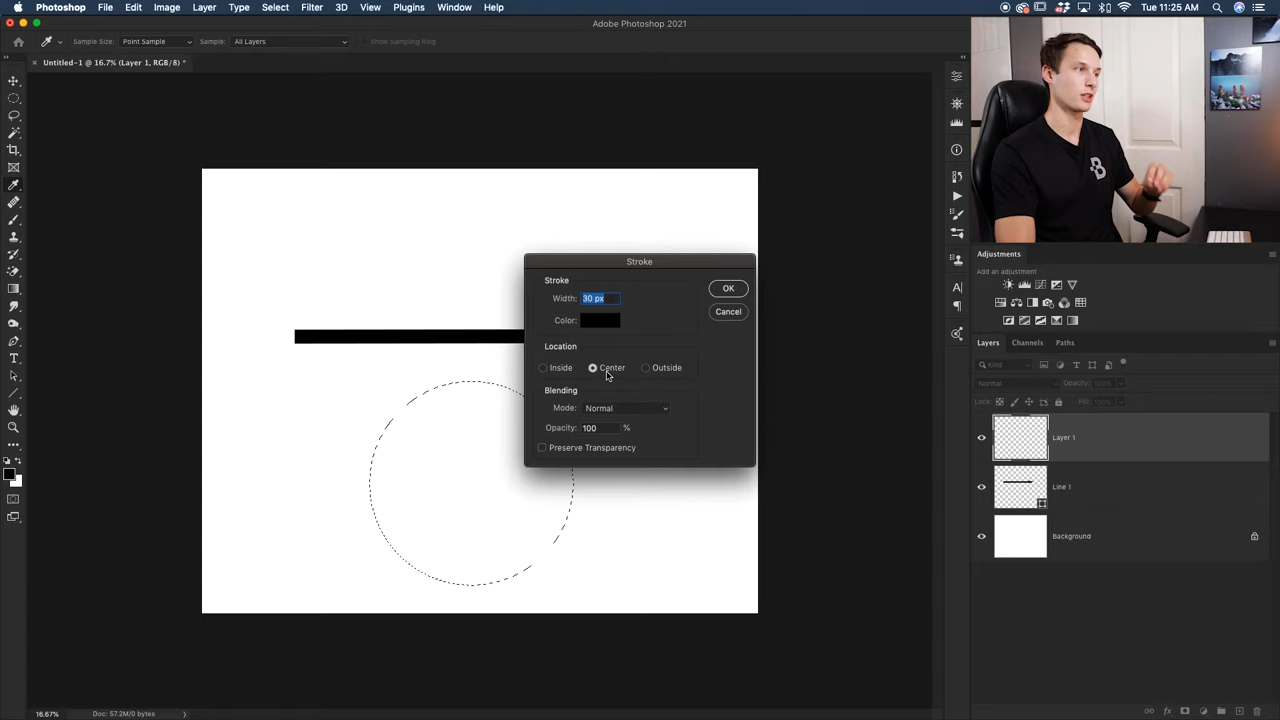 Photoshop File Edit Image Layer Type Select Filter 3D View Plugins Window Help
Tue 11:25 AM
Adobe Photoshop 2021
Sample Size: Point Sample Sample: All Layers Show Sampling Ring
Untitled-1 @ 16.7% (Layer 1, RGB/8) *
Stroke
Stroke
Width: 30 px
OK
Color:
Cancel
Location
Inside Center Outside
Blending
Mode: Normal
Opacity: 100 %
Preserve Transparency
Adjustments
Add an adjustment
Layers Channels Paths
Kind
Normal Opacity: 100%
Lock: Fill: 100%
Layer 1
Line 1
Background
16.67% Doc: 57.2M/0 bytes